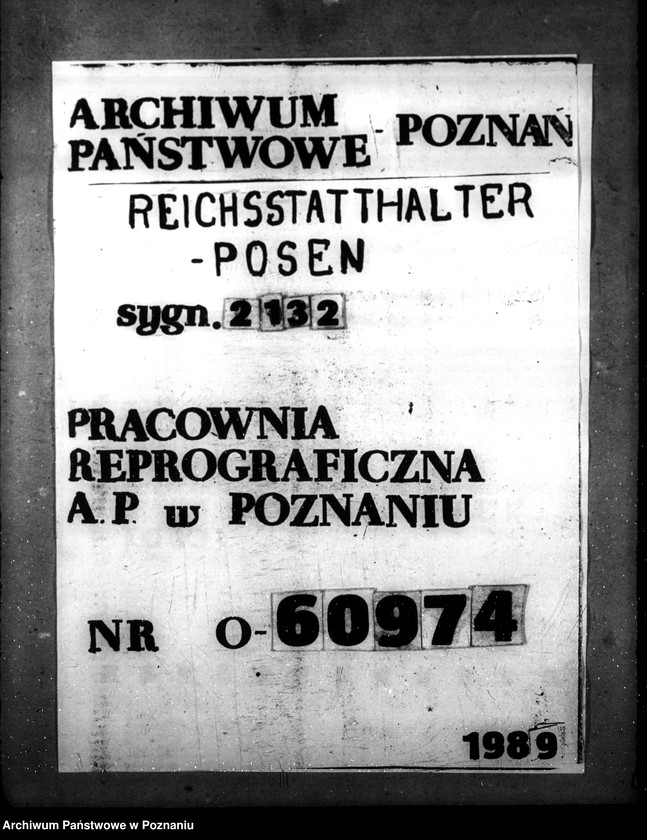 ARCHIWUM
PAŃSTWOWE - POZNAŃ
REICHSSTATTHALTER
-POSEN
sygn. 2132
PRACOWNIA
REPROGRAFICZNA
A.P. w POZNANIU
NR O-60974
1989
Archiwum Państwowe w Poznaniu